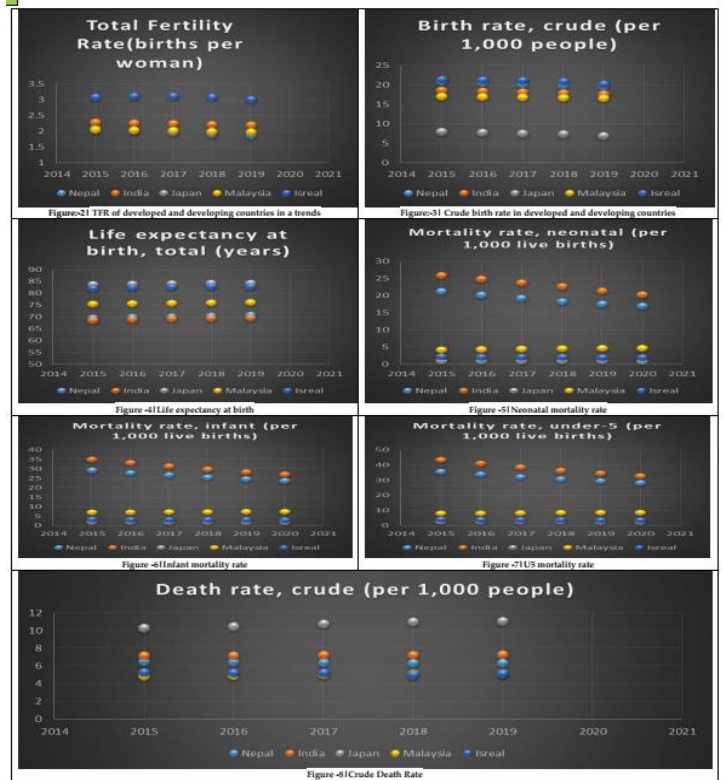 Total Fertility
Rate(births per
woman)
3.5
3
2.5
2
1.5
1
2014 2015 2016 2017 2018 2019 2020 2021
Nepal India Japan Malaysia Isreal
Figure:-2| TFR of developed and developing countries in a trends
Birth rate, crude (per
1,000 people)
25
20
15
10
5
0
2014 2015 2016 2017 2018 2019 2020 2021
Nepal India Japan Malaysia Isreal
Figure:-3| Crude birth rate in developed and developing countries
Life expectancy at
birth, total (years)
90
85
80
75
70
65
60
55
50
2014 2015 2016 2017 2018 2019 2020 2021
Nepal India Japan Malaysia Isreal
Figure -4|Life expectancy at birth
Mortality rate, neonatal (per
1,000 live births)
30
25
20
15
10
5
0
2014 2015 2016 2017 2018 2019 2020 2021
Nepal India Japan Malaysia Isreal
Figure -5|Neonatal mortality rate
Mortality rate, infant (per
1,000 live births)
40
35
30
25
20
15
10
5
0
2014 2015 2016 2017 2018 2019 2020 2021
Nepal India Japan Malaysia Isreal
Figure -6|Infant mortality rate
Mortality rate, under-5 (per
1,000 live births)
50
40
30
20
10
0
2014 2015 2016 2017 2018 2019 2020 2021
Nepal India Japan Malaysia Isreal
Figure -7|U5 mortality rate
Death rate, crude (per 1,000 people)
12
10
8
6
4
2
0
2014 2015 2016 2017 2018 2019 2020 2021
Nepal India Japan Malaysia Isreal
Figure -8|Crude Death Rate